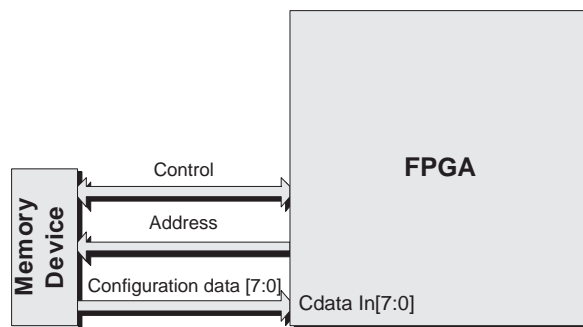 Control
FPGA
Address
Memory
Device
Configuration data [7:0]
Cdata In[7:0]